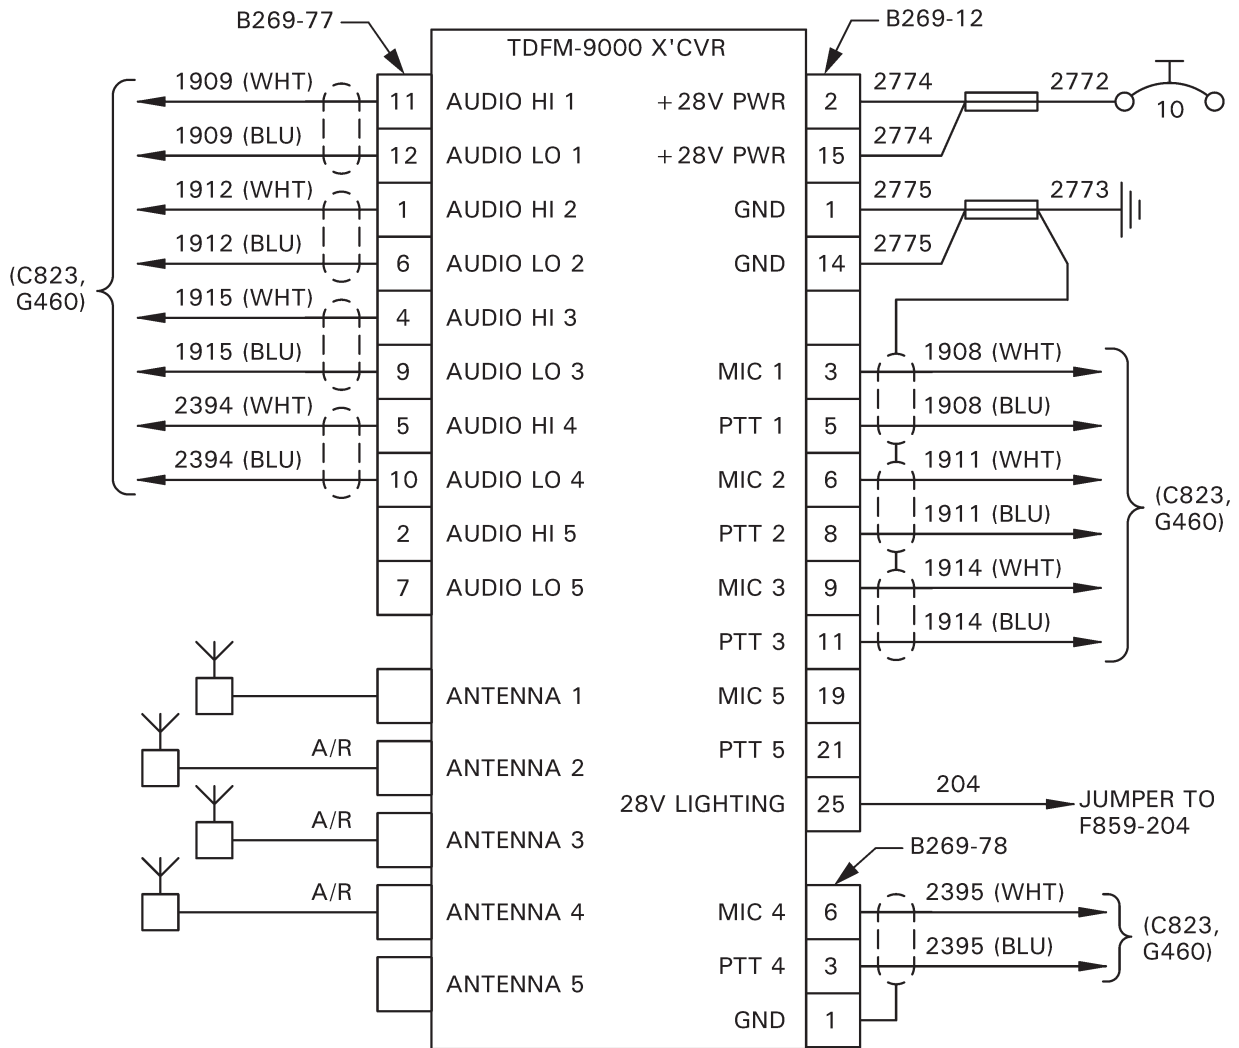 B269-77
B269-12
TDFM-9000 X'CVR
1909 (WHT)
11
AUDIO HI 1
1909 (BLU)
12
AUDIO LO 1
1912 (WHT)
1
AUDIO HI 2
1912 (BLU)
6
AUDIO LO 2
(C823,
G460)
1915 (WHT)
4
AUDIO HI 3
1915 (BLU)
9
AUDIO LO 3
2394 (WHT)
5
AUDIO HI 4
2394 (BLU)
10
AUDIO LO 4
2
AUDIO HI 5
7
AUDIO LO 5
ANTENNA 1
A/R
ANTENNA 2
A/R
ANTENNA 3
A/R
ANTENNA 4
ANTENNA 5
+28V PWR
2
2774
2772
10
+28V PWR
15
2774
GND
1
2775
2773
GND
14
2775
MIC 1
3
1908 (WHT)
PTT 1
5
1908 (BLU)
MIC 2
6
1911 (WHT)
PTT 2
8
1911 (BLU)
(C823,
G460)
MIC 3
9
1914 (WHT)
PTT 3
11
1914 (BLU)
MIC 5
19
PTT 5
21
28V LIGHTING
25
204
JUMPER TO
F859-204
B269-78
MIC 4
6
2395 (WHT)
PTT 4
3
2395 (BLU)
(C823,
G460)
GND
1